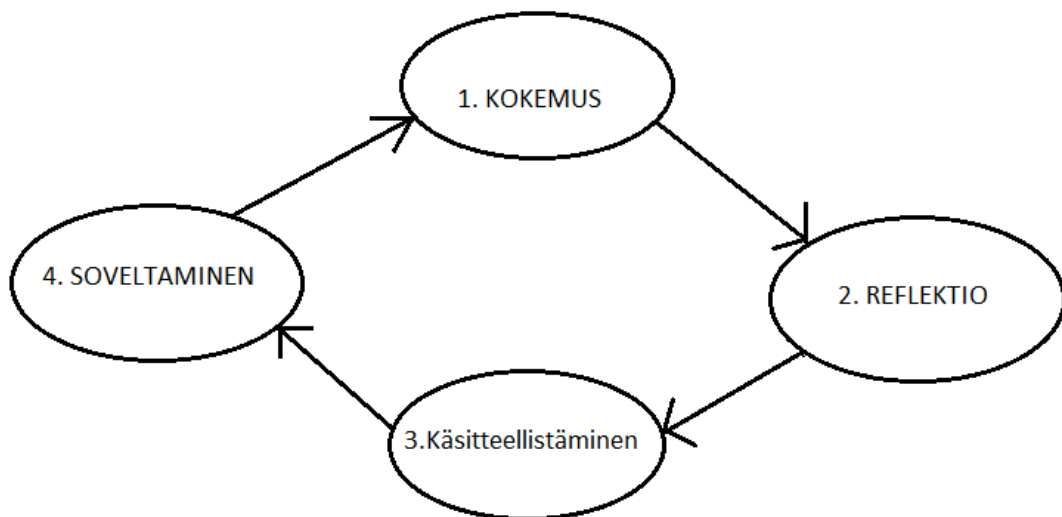 1. KOKEMUS
2. REFLEKTIO
3.Käsitteellistäminen
4. SOVELTAMINEN